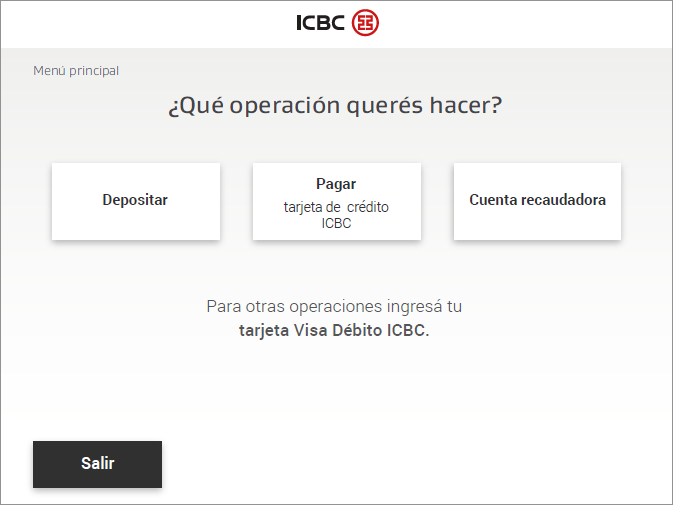 ICBC
Menú principal
¿Qué operación querés hacer?
Depositar
Pagar
tarjeta de crédito
ICBC
Cuenta recaudadora
Para otras operaciones ingresá tu
tarjeta Visa Débito ICBC.
Salir